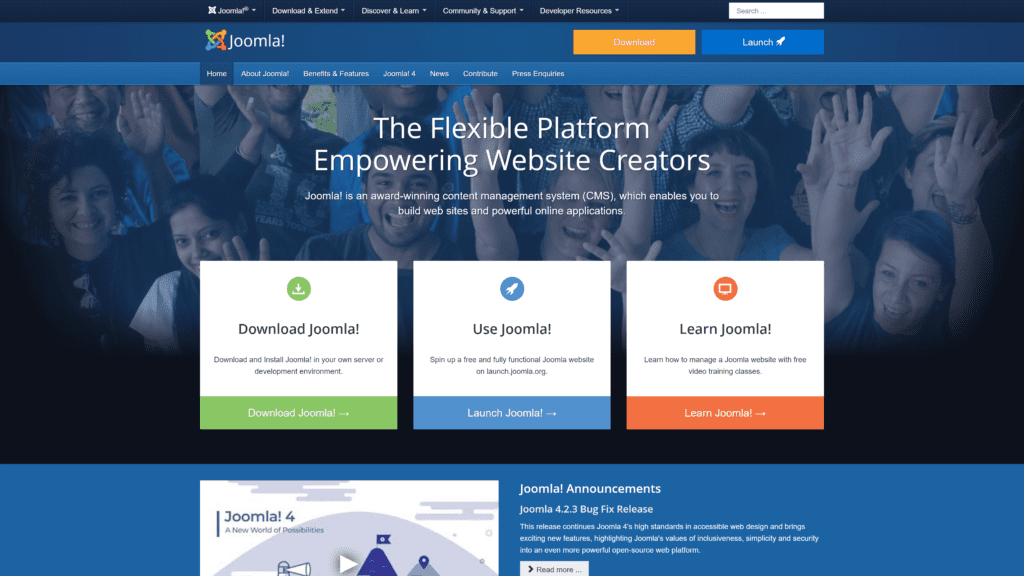 Joomla!®
Download & Extend
Discover & Learn
Community & Support
Developer Resources
Search ...
Joomla!
Download
Launch
Home
About Joomla!
Benefits & Features
Joomla! 4
News
Contribute
Press Enquiries
The Flexible Platform
Empowering Website Creators
Joomla! is an award-winning content management system (CMS), which enables you to
build web sites and powerful online applications.
Download Joomla!
Download and Install Joomla! in your own server or
development environment.
Download Joomla! →
Use Joomla!
Spin up a free and fully functional Joomla website
on launch.joomla.org.
Launch Joomla! →
Learn Joomla!
Learn how to manage a Joomla website with free
video training classes.
Learn Joomla! →
Joomla! 4
A New World of Possibilities
Joomla! Announcements
Joomla 4.2.3 Bug Fix Release
This release continues Joomla 4's high standards in accessible web design and brings
exciting new features, highlighting Joomla's values of inclusiveness, simplicity and security
into an even more powerful open-source web platform.
Read more ...